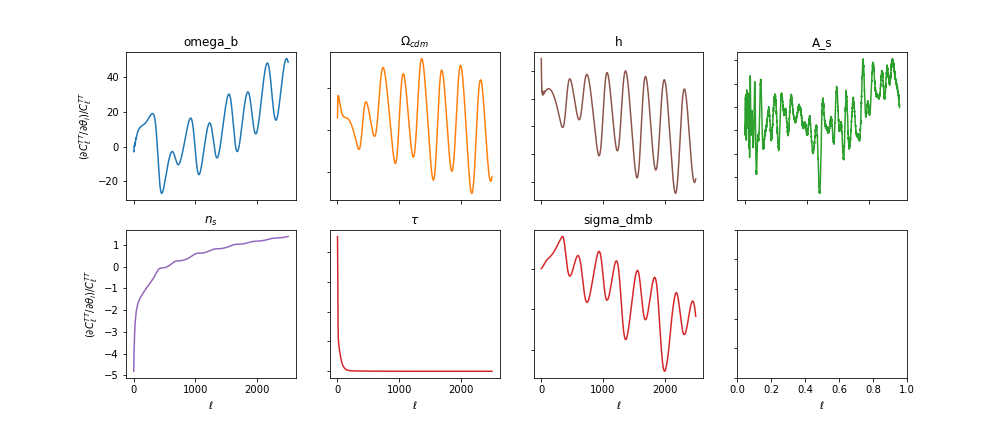 omega_b
Ω_{cdm}
h
A_s
(∂C_ℓ^{TT}/∂θ_i)/C_ℓ^{TT}
40
20
0
−20
n_s
τ
sigma_dmb
(∂C_ℓ^{TT}/∂θ_i)/C_ℓ^{TT}
1
0
−1
−2
−3
−4
−5
0 1000 2000
0 1000 2000
0 1000 2000
0.0 0.2 0.4 0.6 0.8 1.0
ℓ ℓ ℓ ℓ